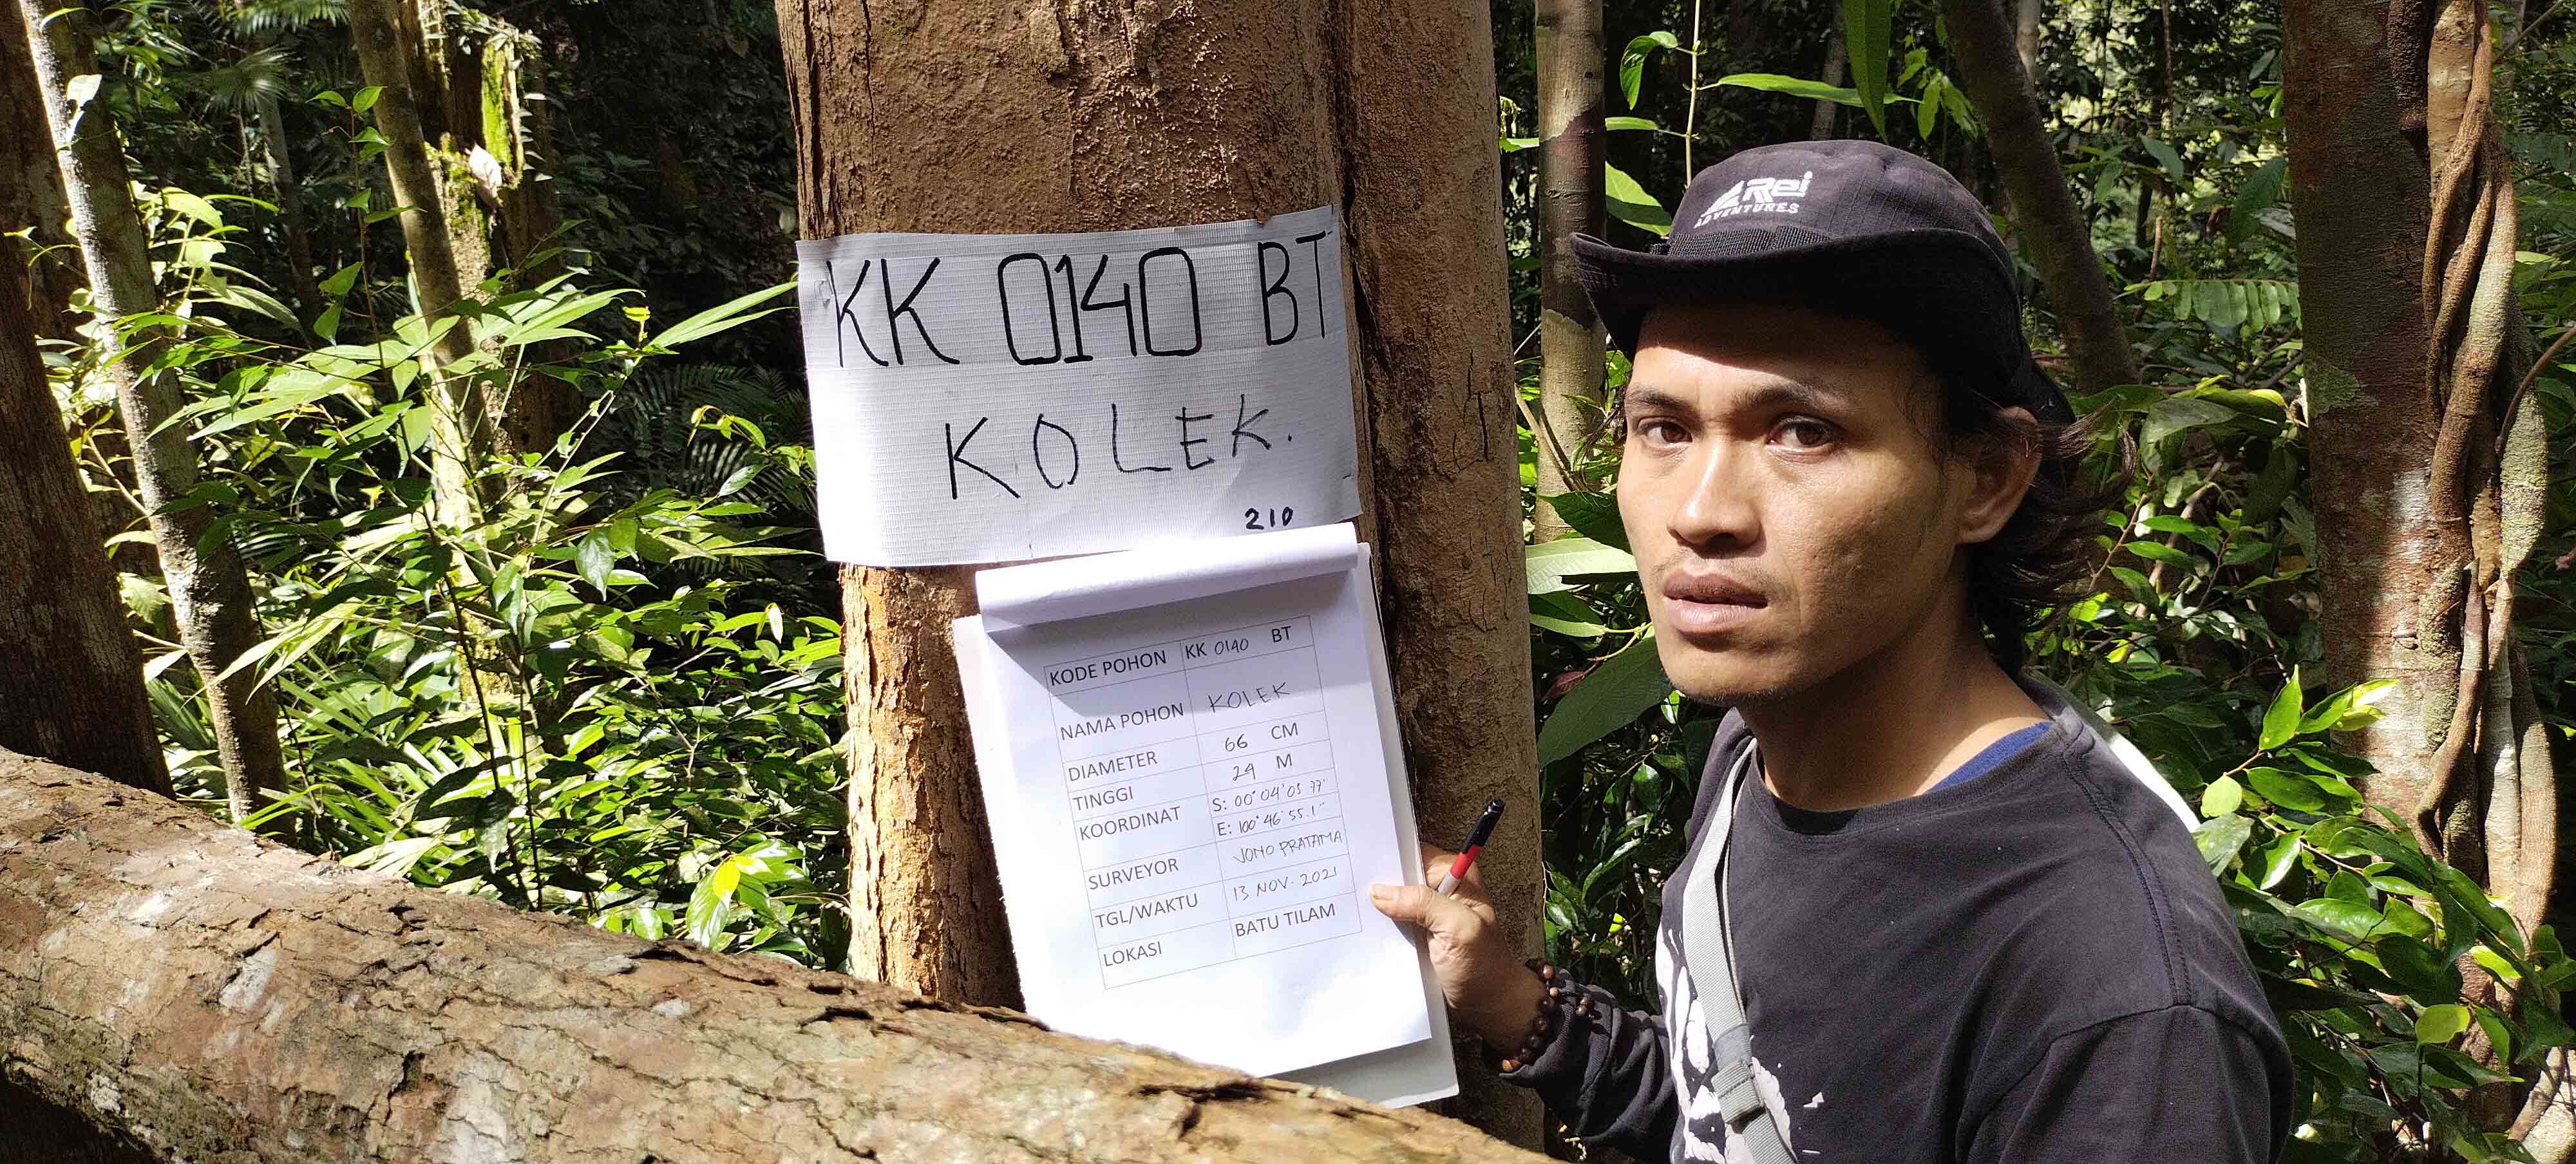 ARei
ADVENTURES
KK 0140 BT
KOLEK.
210
KODE POHON KK 0140 BT
NAMA POHON KOLEK
DIAMETER 66 CM
TINGGI 24 M
KOORDINAT S: 00°04'05.77"
E: 100°46'55.1"
SURVEYOR JONO PRATAMA
TGL/WAKTU 13 NOV. 2021
LOKASI BATU TILAM